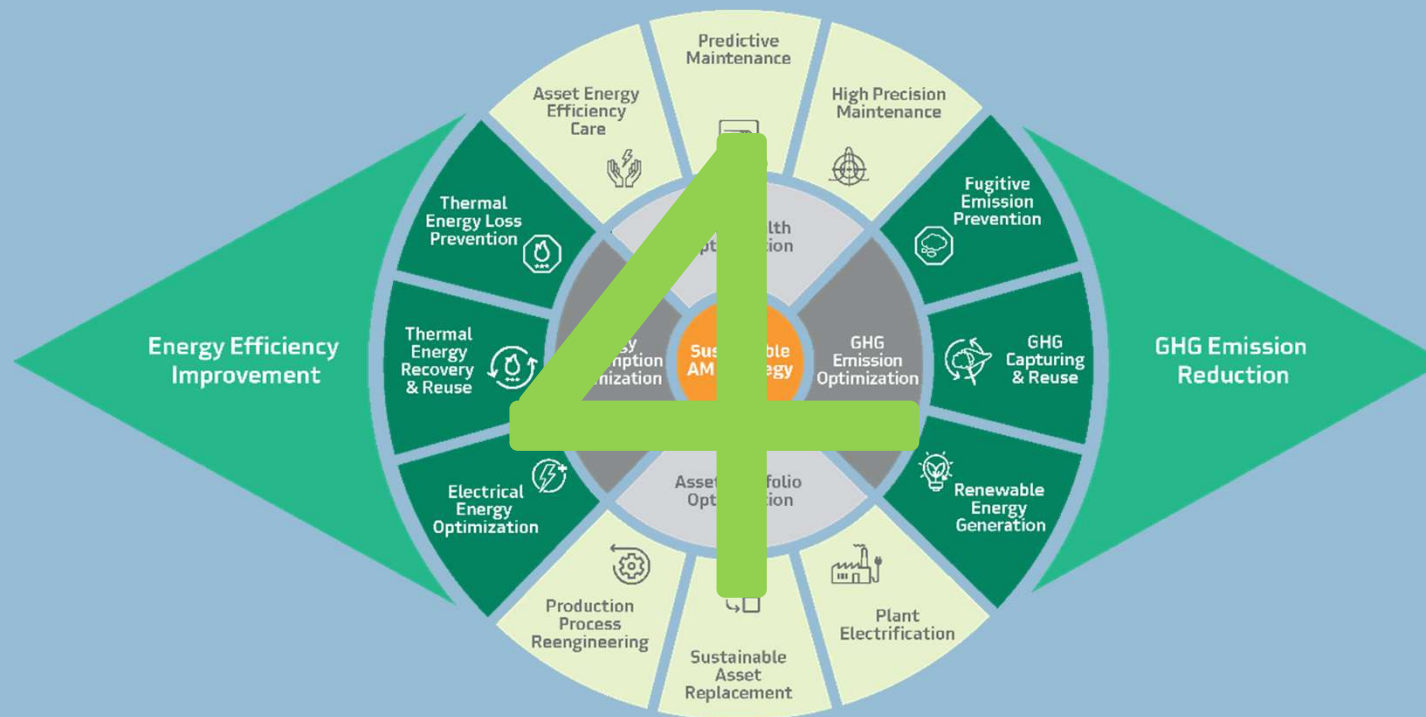 Predictive
Maintenance
Asset Energy
Efficiency
Care
High Precision
Maintenance
Thermal
Energy Loss
Prevention
Fugitive
Emission
Prevention
4
Energy Efficiency
Improvement
Thermal
Energy
Recovery
& Reuse
GHG
Emission
Optimization
GHG
Capturing
& Reuse
GHG Emission
Reduction
Electrical
Energy
Optimization
Asset
Renewable
Energy
Generation
Production
Process
Reengineering
Sustainable
Asset
Replacement
Plant
Electrification